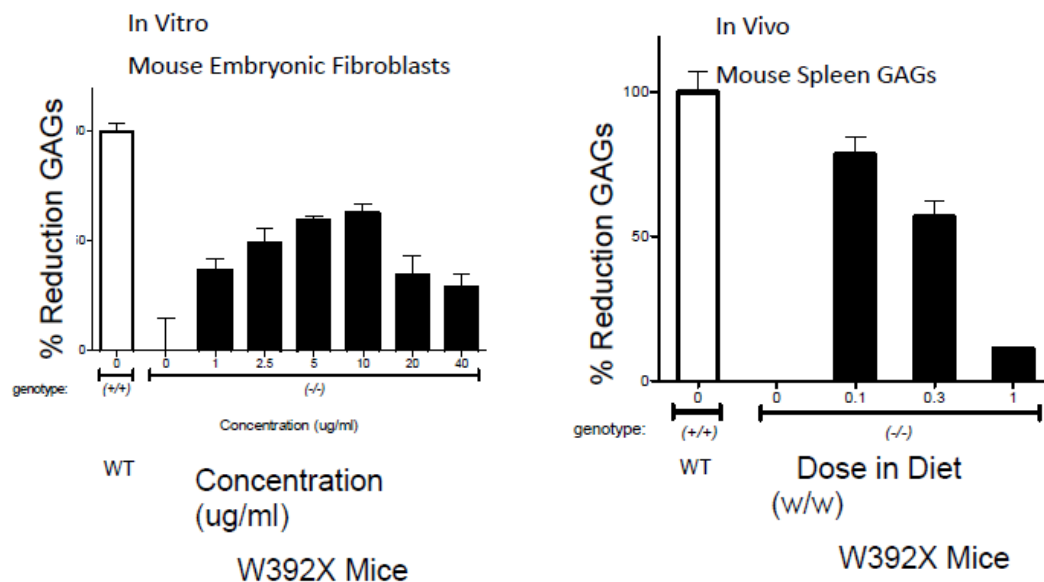 In Vitro
Mouse Embryonic Fibroblasts
% Reduction GAGs
0
0 0 1 2.5 5 10 20 40
genotype: (+/+) (-/-)
Concentration (ug/ml)
WT
Concentration
(ug/ml)
W392X Mice
In Vivo
Mouse Spleen GAGs
% Reduction GAGs
100
50
0
0 0 0.1 0.3 1
genotype: (+/+) (-/-)
WT
Dose in Diet
(w/w)
W392X Mice